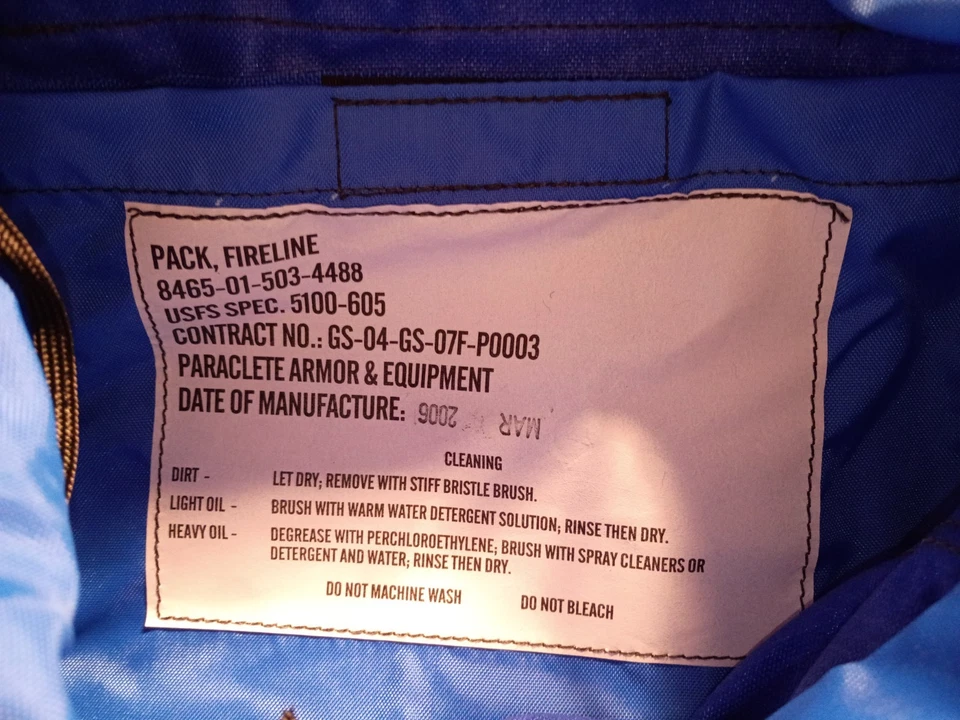 PACK, FIRELINE
8465-01-503-4488
USFS SPEC. 5100-605
CONTRACT NO.: GS-04-GS-07F-P0003
PARACLETE ARMOR & EQUIPMENT
DATE OF MANUFACTURE: MAR 2006
CLEANING
DIRT - LET DRY; REMOVE WITH STIFF BRISTLE BRUSH.
LIGHT OIL - BRUSH WITH WARM WATER DETERGENT SOLUTION; RINSE THEN DRY.
HEAVY OIL - DEGREASE WITH PERCHLOROETHYLENE; BRUSH WITH SPRAY CLEANERS OR
DETERGENT AND WATER; RINSE THEN DRY.
DO NOT MACHINE WASH DO NOT BLEACH